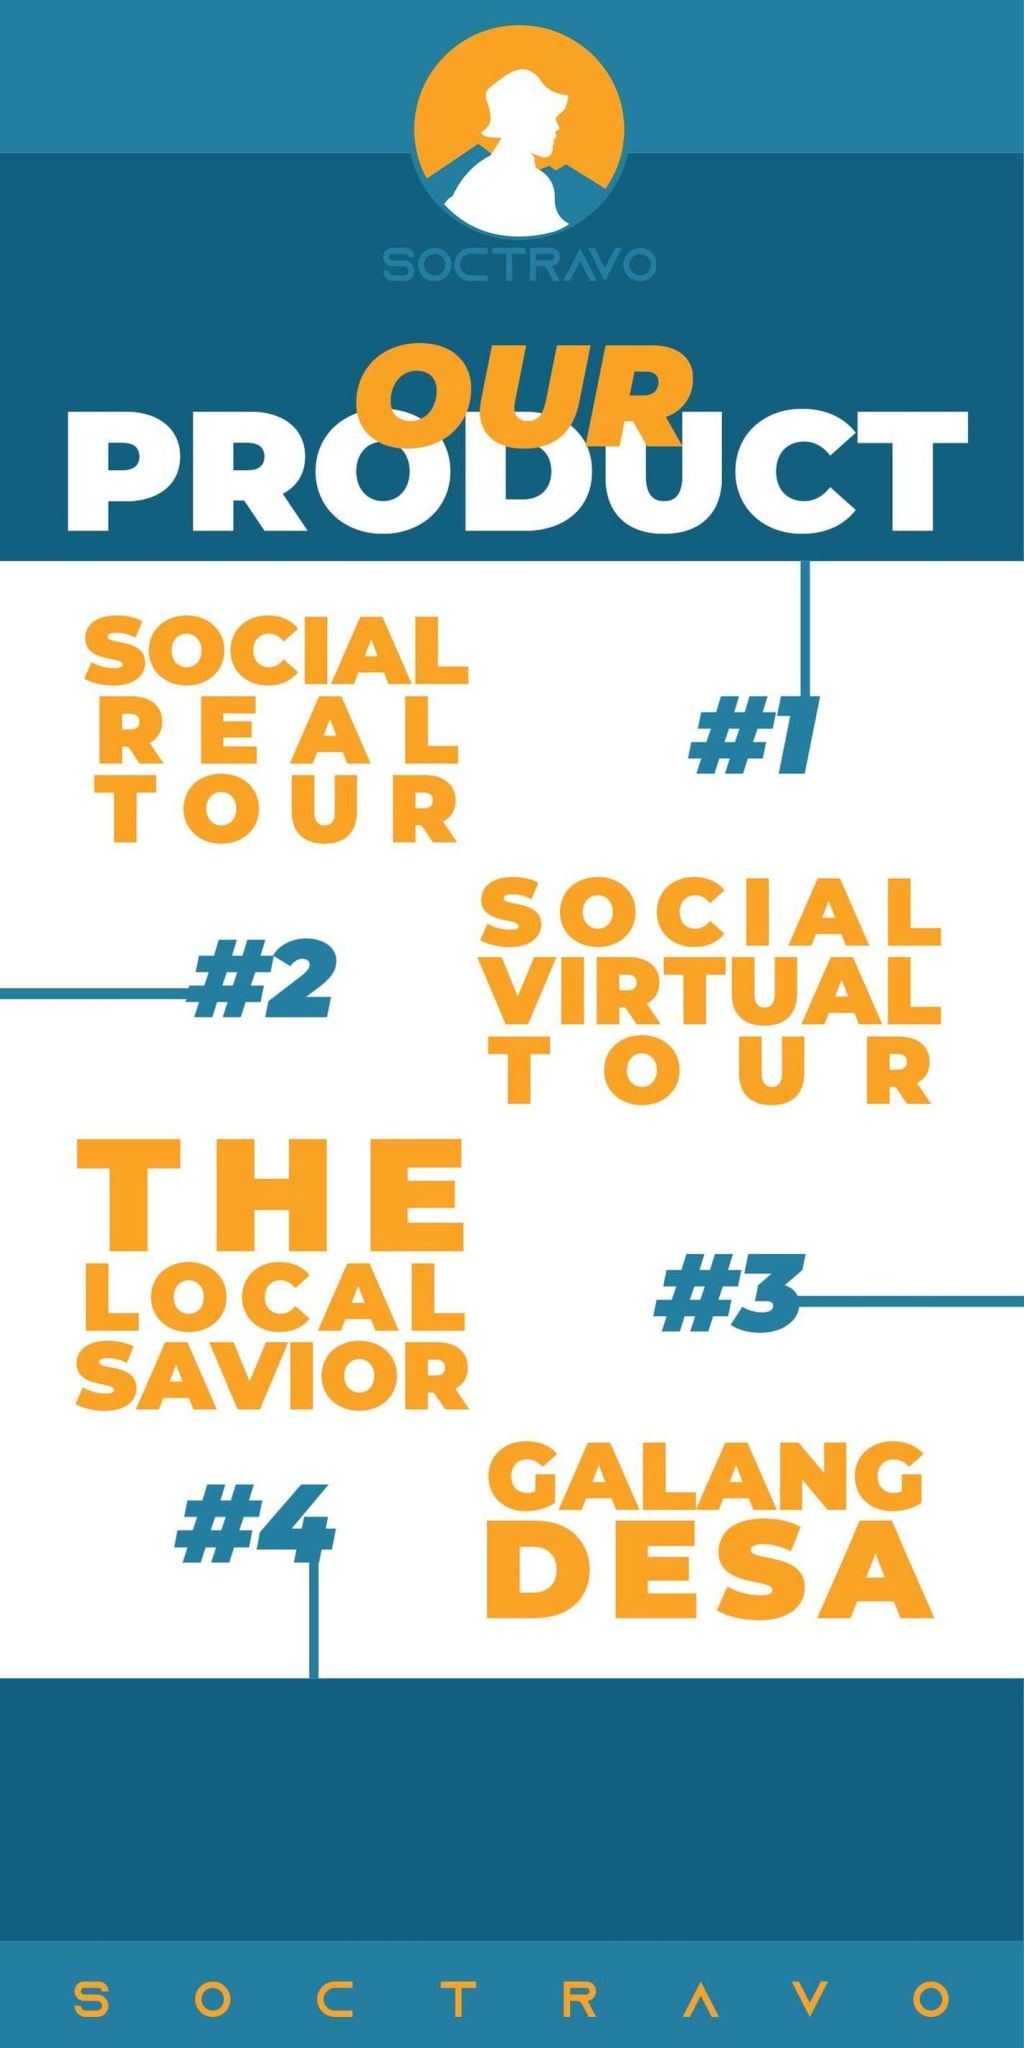 SOCTRAVO
OUR
PRODUCT
SOCIAL
REAL
TOUR
#1
#2
SOCIAL
VIRTUAL
TOUR
THE
LOCAL
SAVIOR
#3
#4
GALANG
DESA
SOCTRAVO